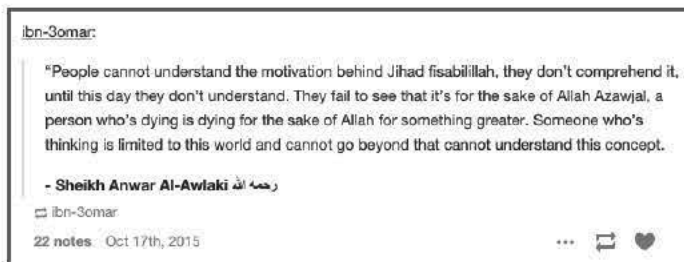 ibn-3omar:
“People cannot understand the motivation behind Jihad fisabilillah, they don’t comprehend it,
until this day they don’t understand. They fail to see that it’s for the sake of Allah Azawjal, a
person who’s dying is dying for the sake of Allah for something greater. Someone who’s
thinking is limited to this world and cannot go beyond that cannot understand this concept.
- Sheikh Anwar Al-Awlaki رحمه الله
ibn-3omar
22 notes Oct 17th, 2015